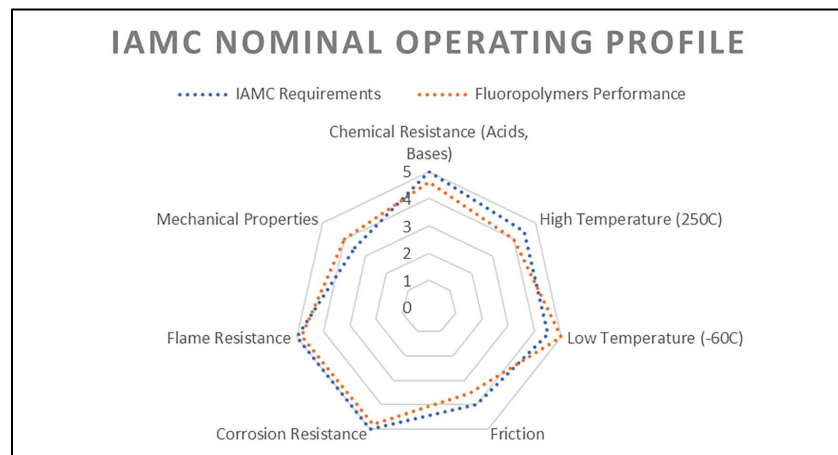 IAMC NOMINAL OPERATING PROFILE
IAMC Requirements
Fluoropolymers Performance
Chemical Resistance (Acids,
Bases)
5
4
3
2
1
0
High Temperature (250C)
Low Temperature (-60C)
Friction
Corrosion Resistance
Flame Resistance
Mechanical Properties